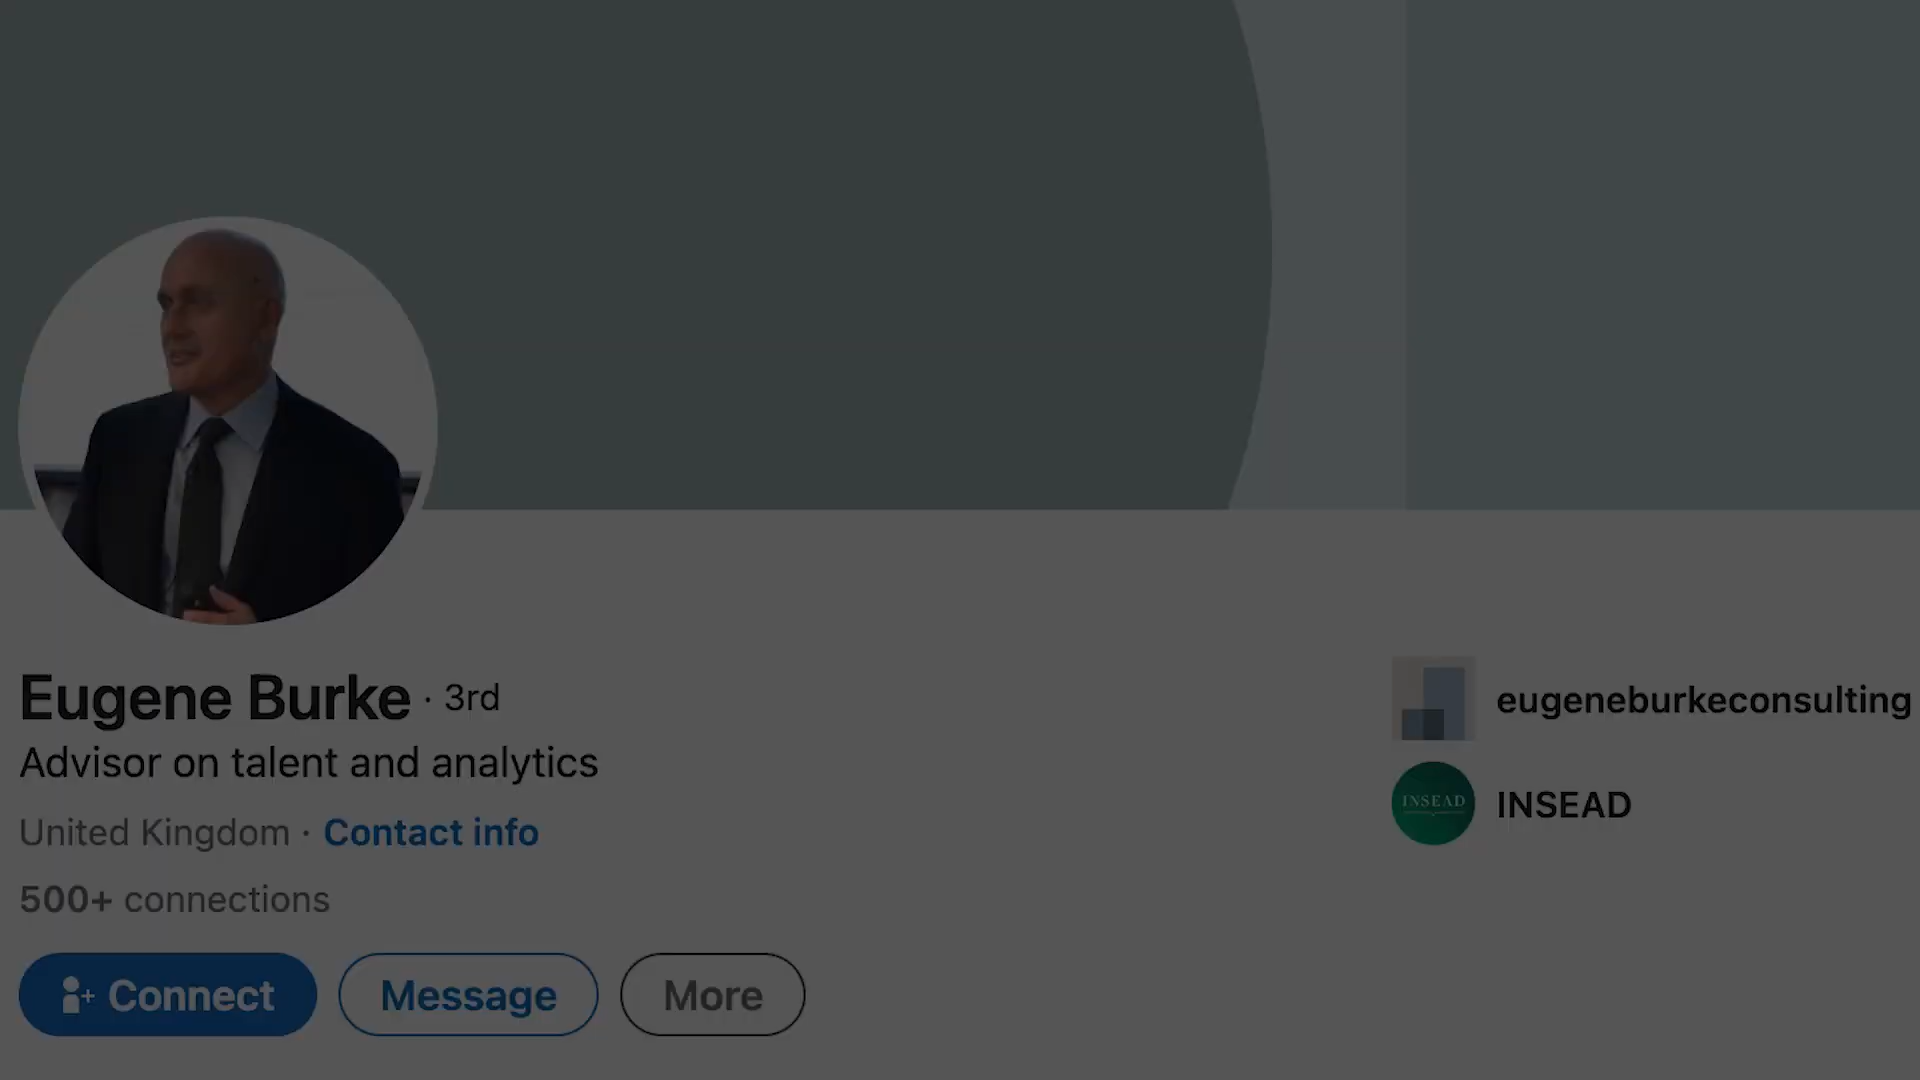 Eugene Burke · 3rd
Advisor on talent and analytics
United Kingdom · Contact info
500+ connections
Connect
Message
More
eugeneburkeconsulting
INSEAD
INSEAD